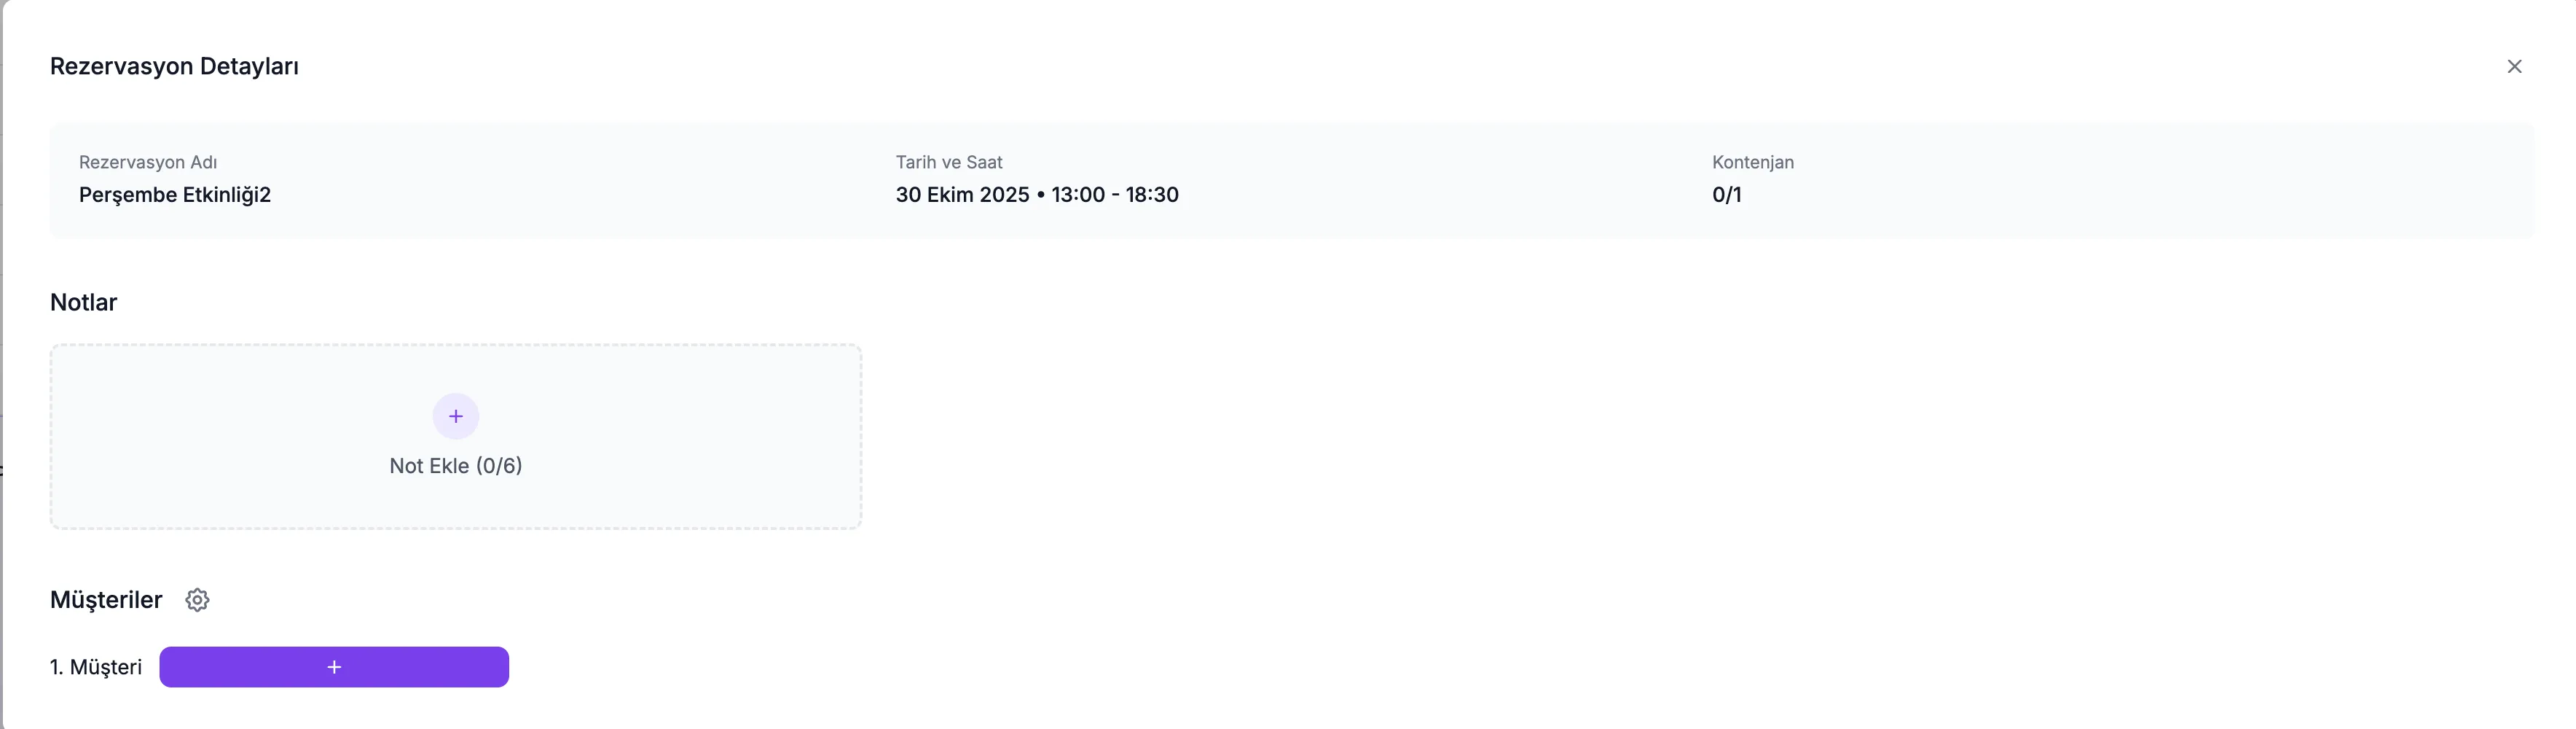 Rezervasyon Detayları
Rezervasyon Adı
Perşembe Etkinliği2
Tarih ve Saat
30 Ekim 2025 • 13:00 - 18:30
Kontenjan
0/1
Notlar
+
Not Ekle (0/6)
Müşteriler
1. Müşteri +